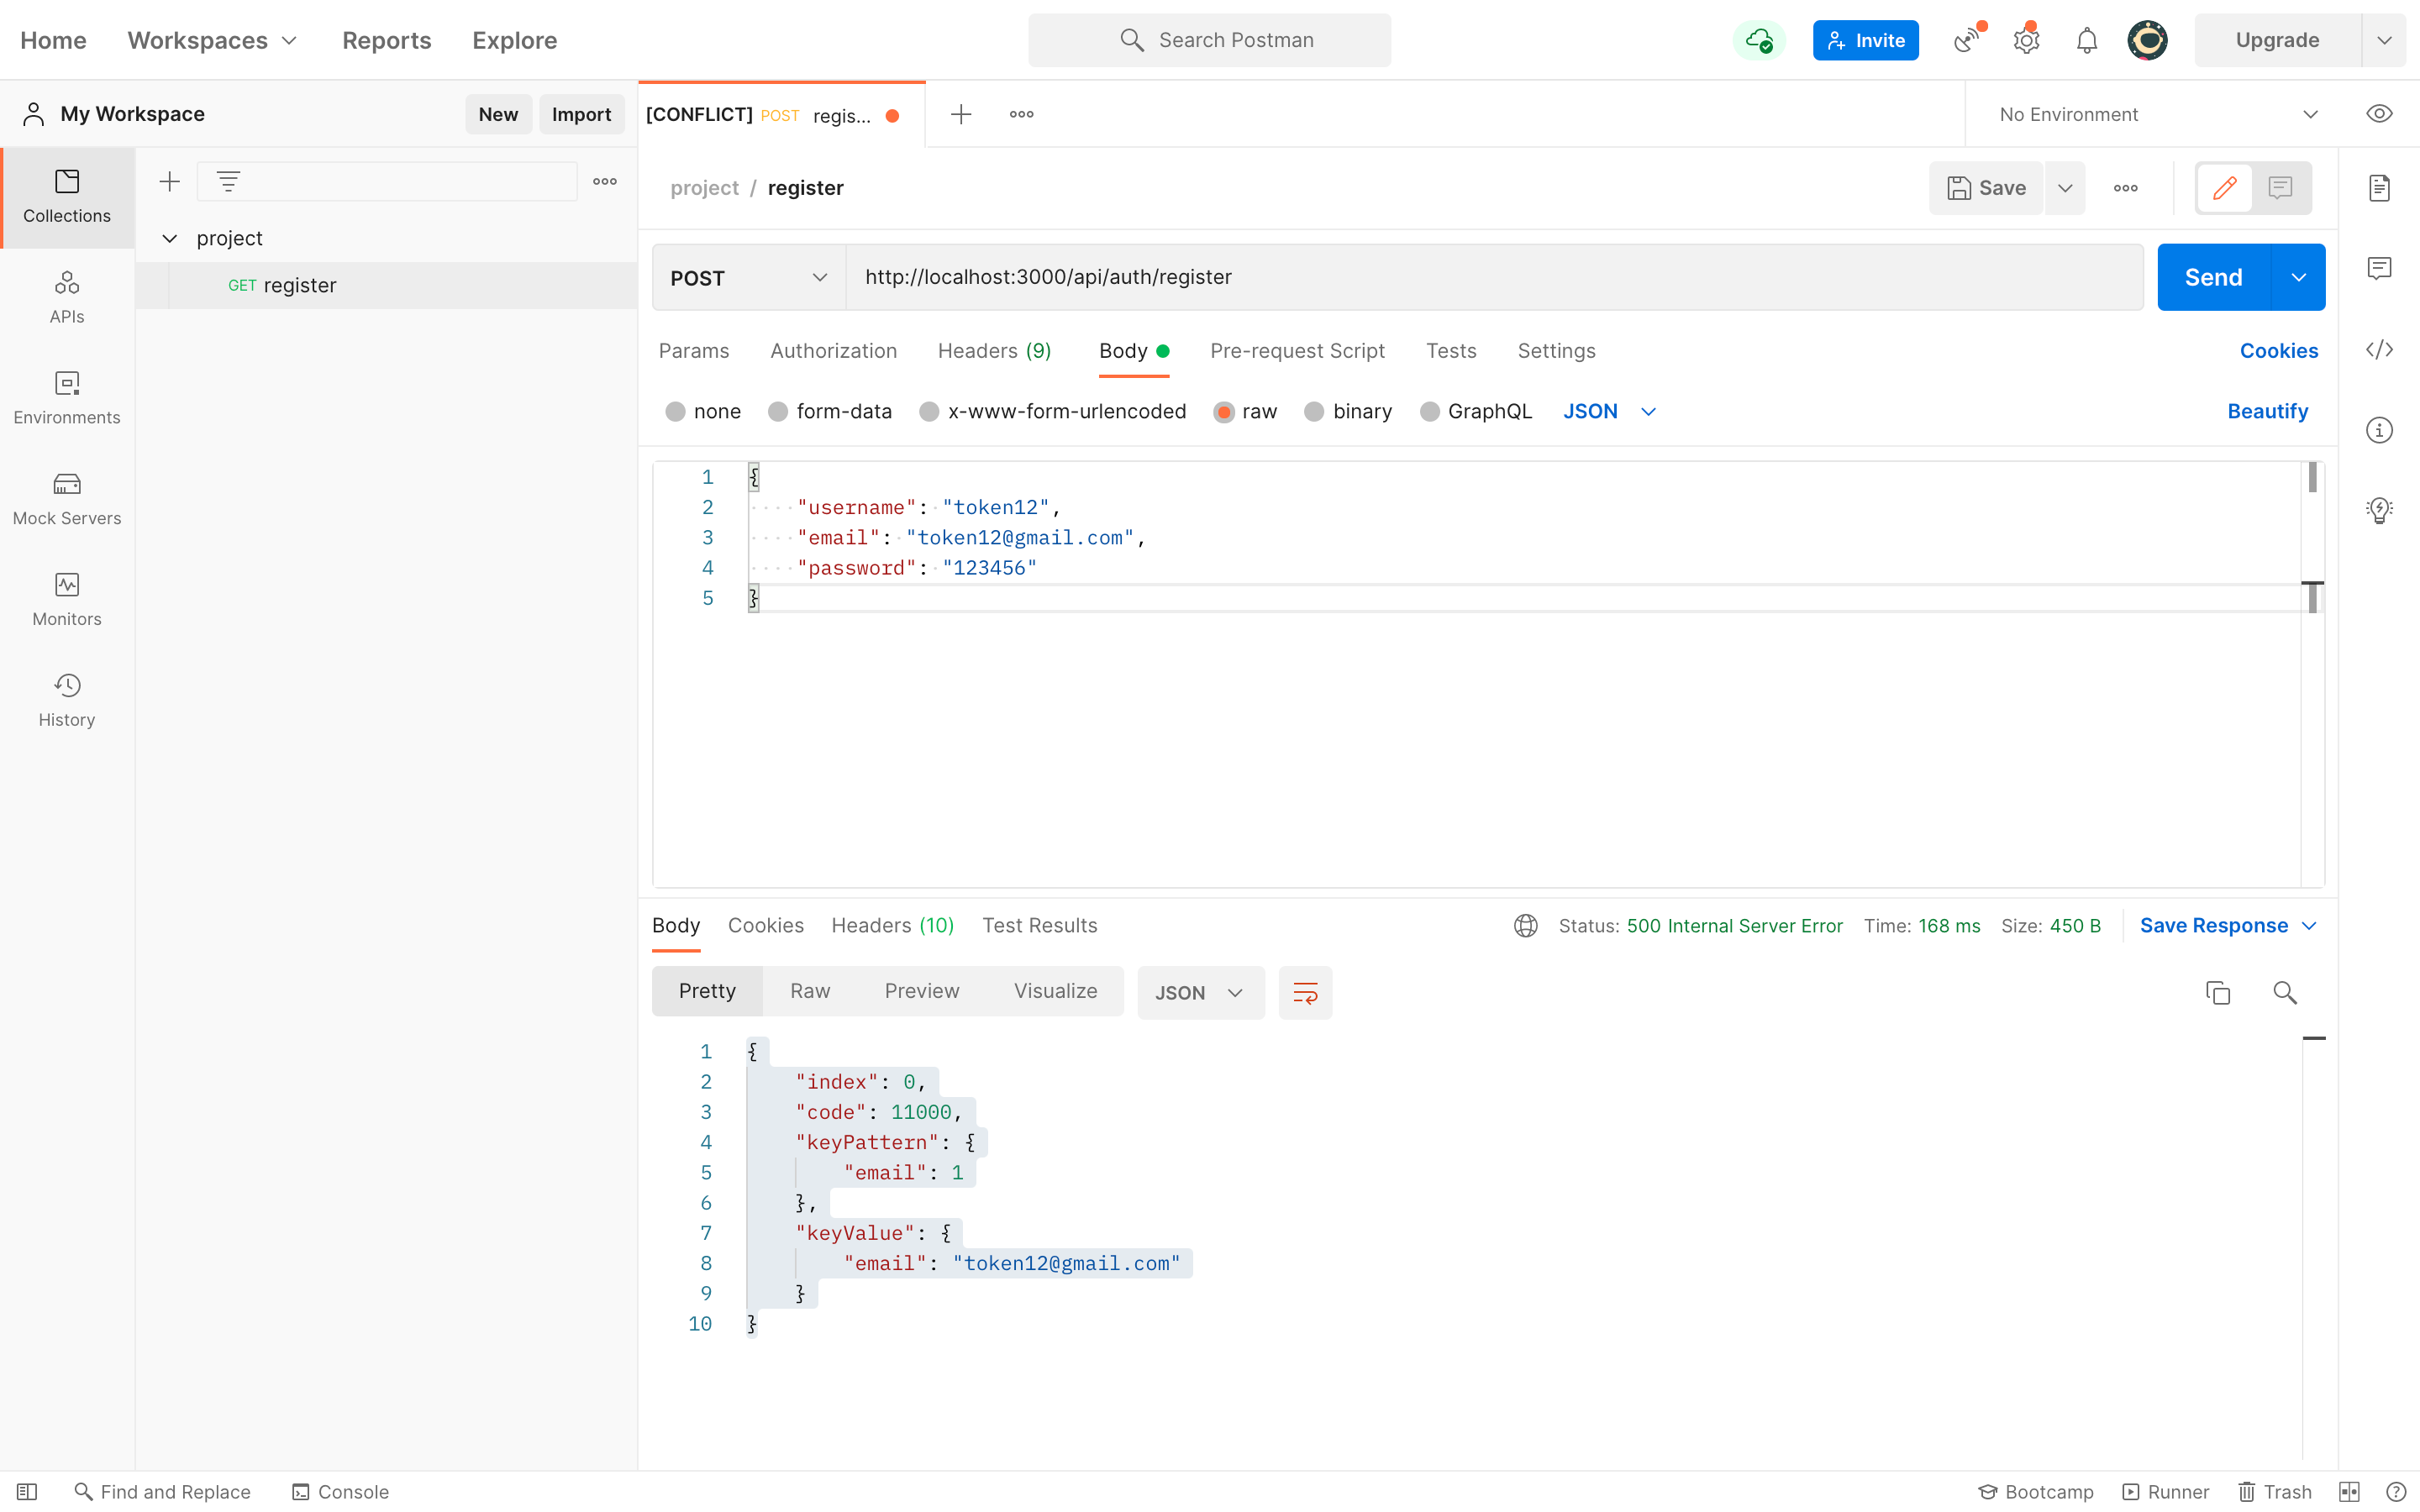 Home Workspaces Reports Explore Search Postman Invite Upgrade
My Workspace New Import [CONFLICT] POST regis... No Environment
Collections
APIs
Environments
Mock Servers
Monitors
History
project
GET register
project / register Save
POST http://localhost:3000/api/auth/register Send
Params Authorization Headers (9) Body Pre-request Script Tests Settings Cookies
none form-data x-www-form-urlencoded raw binary GraphQL JSON Beautify
1 {
2 "username": "token12",
3 "email": "token12@gmail.com",
4 "password": "123456"
5 }
Body Cookies Headers (10) Test Results Status: 500 Internal Server Error Time: 168 ms Size: 450 B Save Response
Pretty Raw Preview Visualize JSON
1 {
2 "index": 0,
3 "code": 11000,
4 "keyPattern": {
5 "email": 1
6 },
7 "keyValue": {
8 "email": "token12@gmail.com"
9 }
10 }
Find and Replace Console Bootcamp Runner Trash